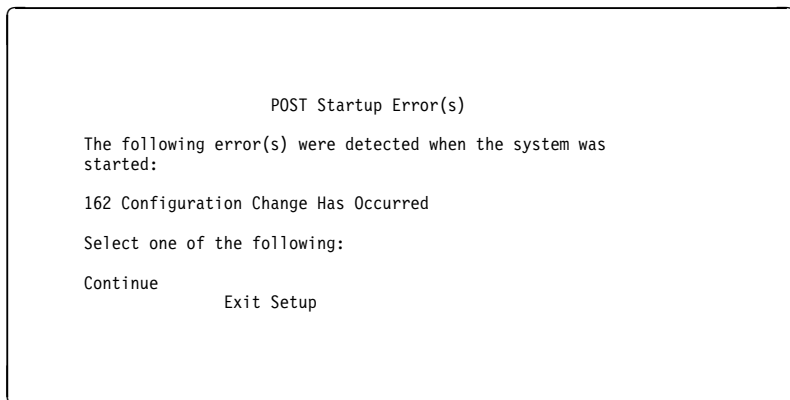 POST Startup Error(s)
The following error(s) were detected when the system was
started:
162 Configuration Change Has Occurred
Select one of the following:
Continue
Exit Setup